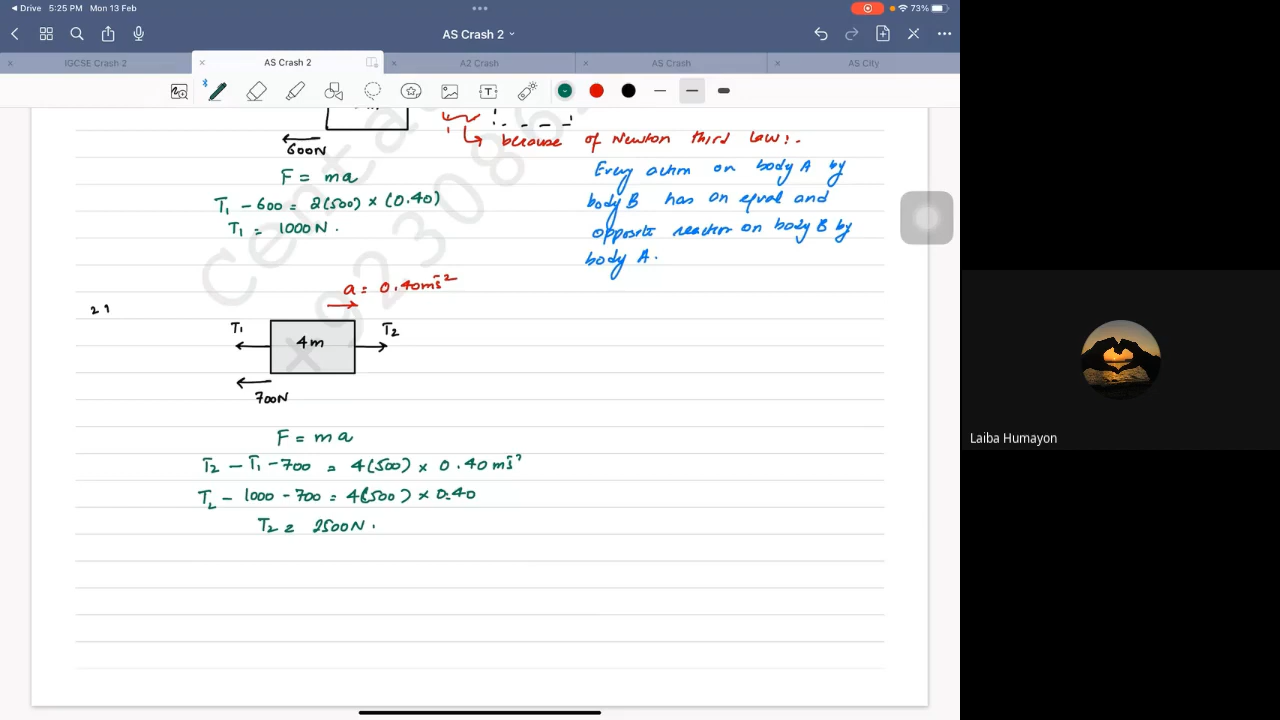 Drive 5:25 PM Mon 13 Feb
73%
AS Crash 2
IGCSE Crash 2
AS Crash 2
A2 Crash
AS Crash
AS City
600N
because of Newton third law:.
F = ma
Every action on body A by
T₁ - 600 = 2(500) × (0.40)
body B has an equal and
T₁ = 1000N.
opposite reaction on body B by
body A.
a = 0.40ms⁻²
T₁
T₂
4m
700N
F = ma
T₂ - T₁ - 700 = 4(500) × 0.40 ms⁻²
T₂ - 1000 - 700 = 4(500) × 0.40
T₂ = 2500N.
Laiba Humayon